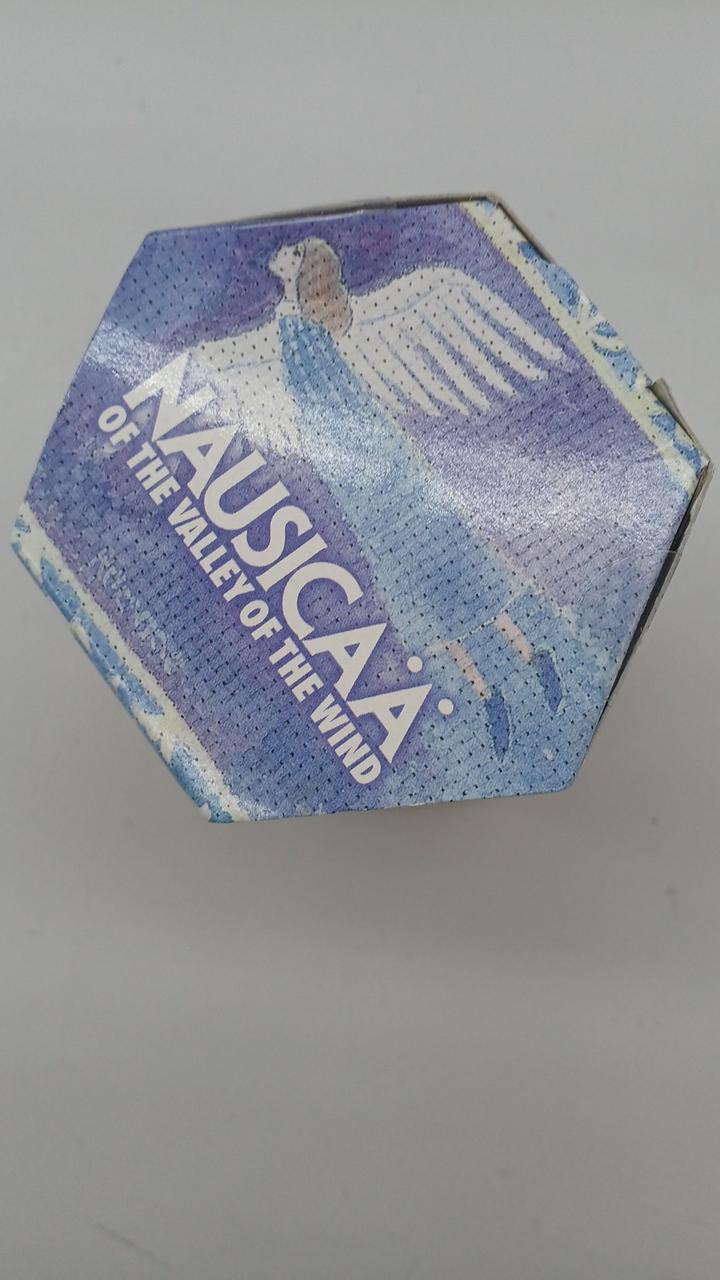 NAUSICAÄ
OF THE VALLEY OF THE WIND